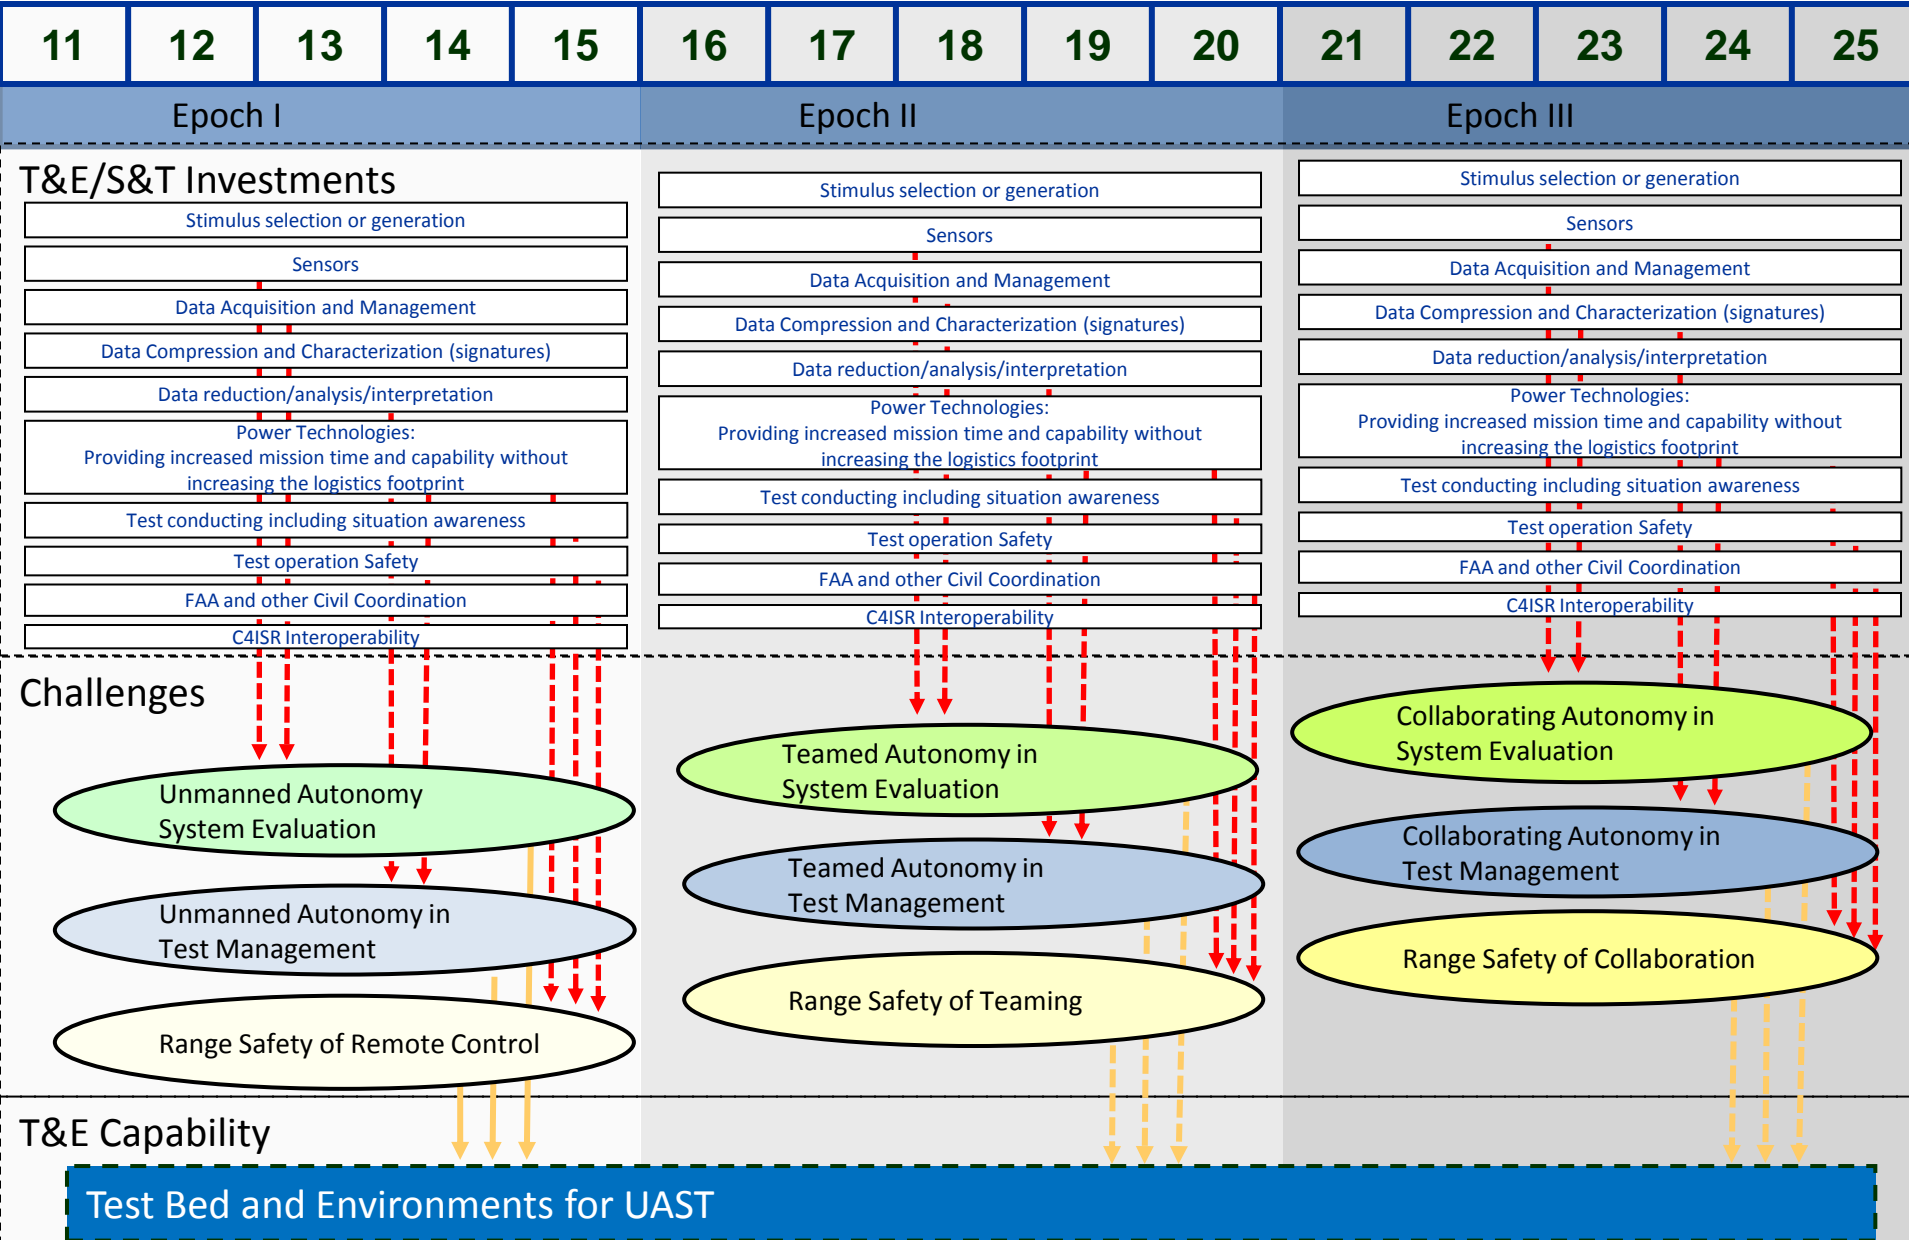 11 12 13 14 15 16 17 18 19 20 21 22 23 24 25
Epoch I
Epoch II
Epoch III
T&E/S&T Investments
Stimulus selection or generation
Sensors
Data Acquisition and Management
Data Compression and Characterization (signatures)
Data reduction/analysis/interpretation
Power Technologies:
Providing increased mission time and capability without
increasing the logistics footprint
Test conducting including situation awareness
Test operation Safety
FAA and other Civil Coordination
C4ISR Interoperability
Stimulus selection or generation
Sensors
Data Acquisition and Management
Data Compression and Characterization (signatures)
Data reduction/analysis/interpretation
Power Technologies:
Providing increased mission time and capability without
increasing the logistics footprint
Test conducting including situation awareness
Test operation Safety
FAA and other Civil Coordination
C4ISR Interoperability
Stimulus selection or generation
Sensors
Data Acquisition and Management
Data Compression and Characterization (signatures)
Data reduction/analysis/interpretation
Power Technologies:
Providing increased mission time and capability without
increasing the logistics footprint
Test conducting including situation awareness
Test operation Safety
FAA and other Civil Coordination
C4ISR Interoperability
Challenges
Unmanned Autonomy
System Evaluation
Unmanned Autonomy in
Test Management
Range Safety of Remote Control
Teamed Autonomy in
System Evaluation
Teamed Autonomy in
Test Management
Range Safety of Teaming
Collaborating Autonomy in
System Evaluation
Collaborating Autonomy in
Test Management
Range Safety of Collaboration
T&E Capability
Test Bed and Environments for UAST